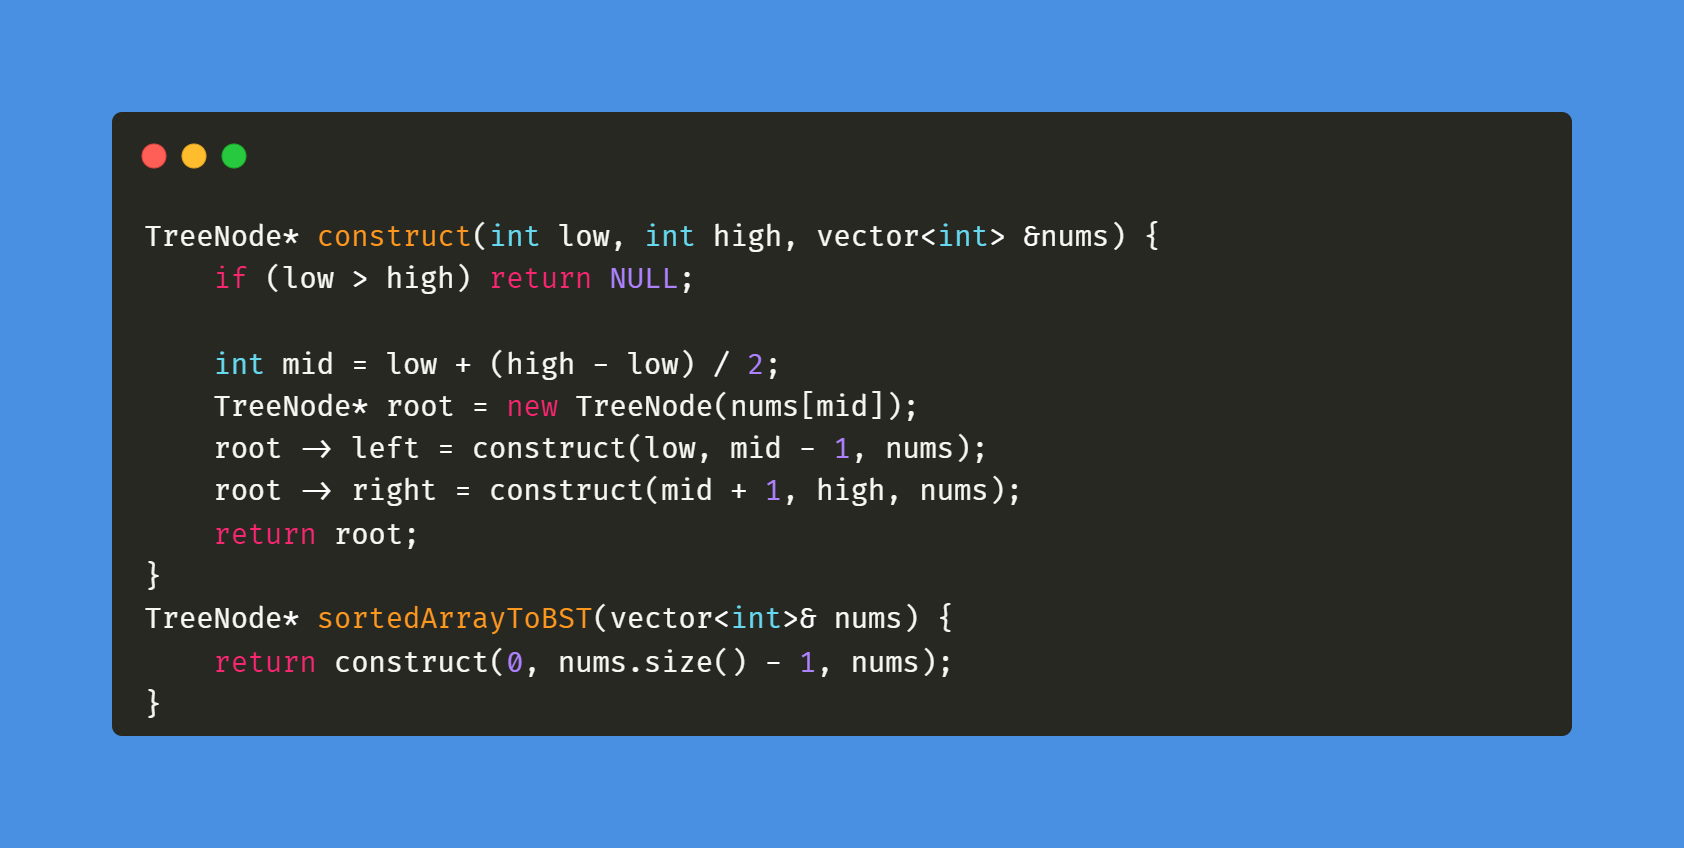 TreeNode* construct(int low, int high, vector<int> &nums) {
    if (low > high) return NULL;

    int mid = low + (high - low) / 2;
    TreeNode* root = new TreeNode(nums[mid]);
    root -> left = construct(low, mid - 1, nums);
    root -> right = construct(mid + 1, high, nums);
    return root;
}
TreeNode* sortedArrayToBST(vector<int>& nums) {
    return construct(0, nums.size() - 1, nums);
}